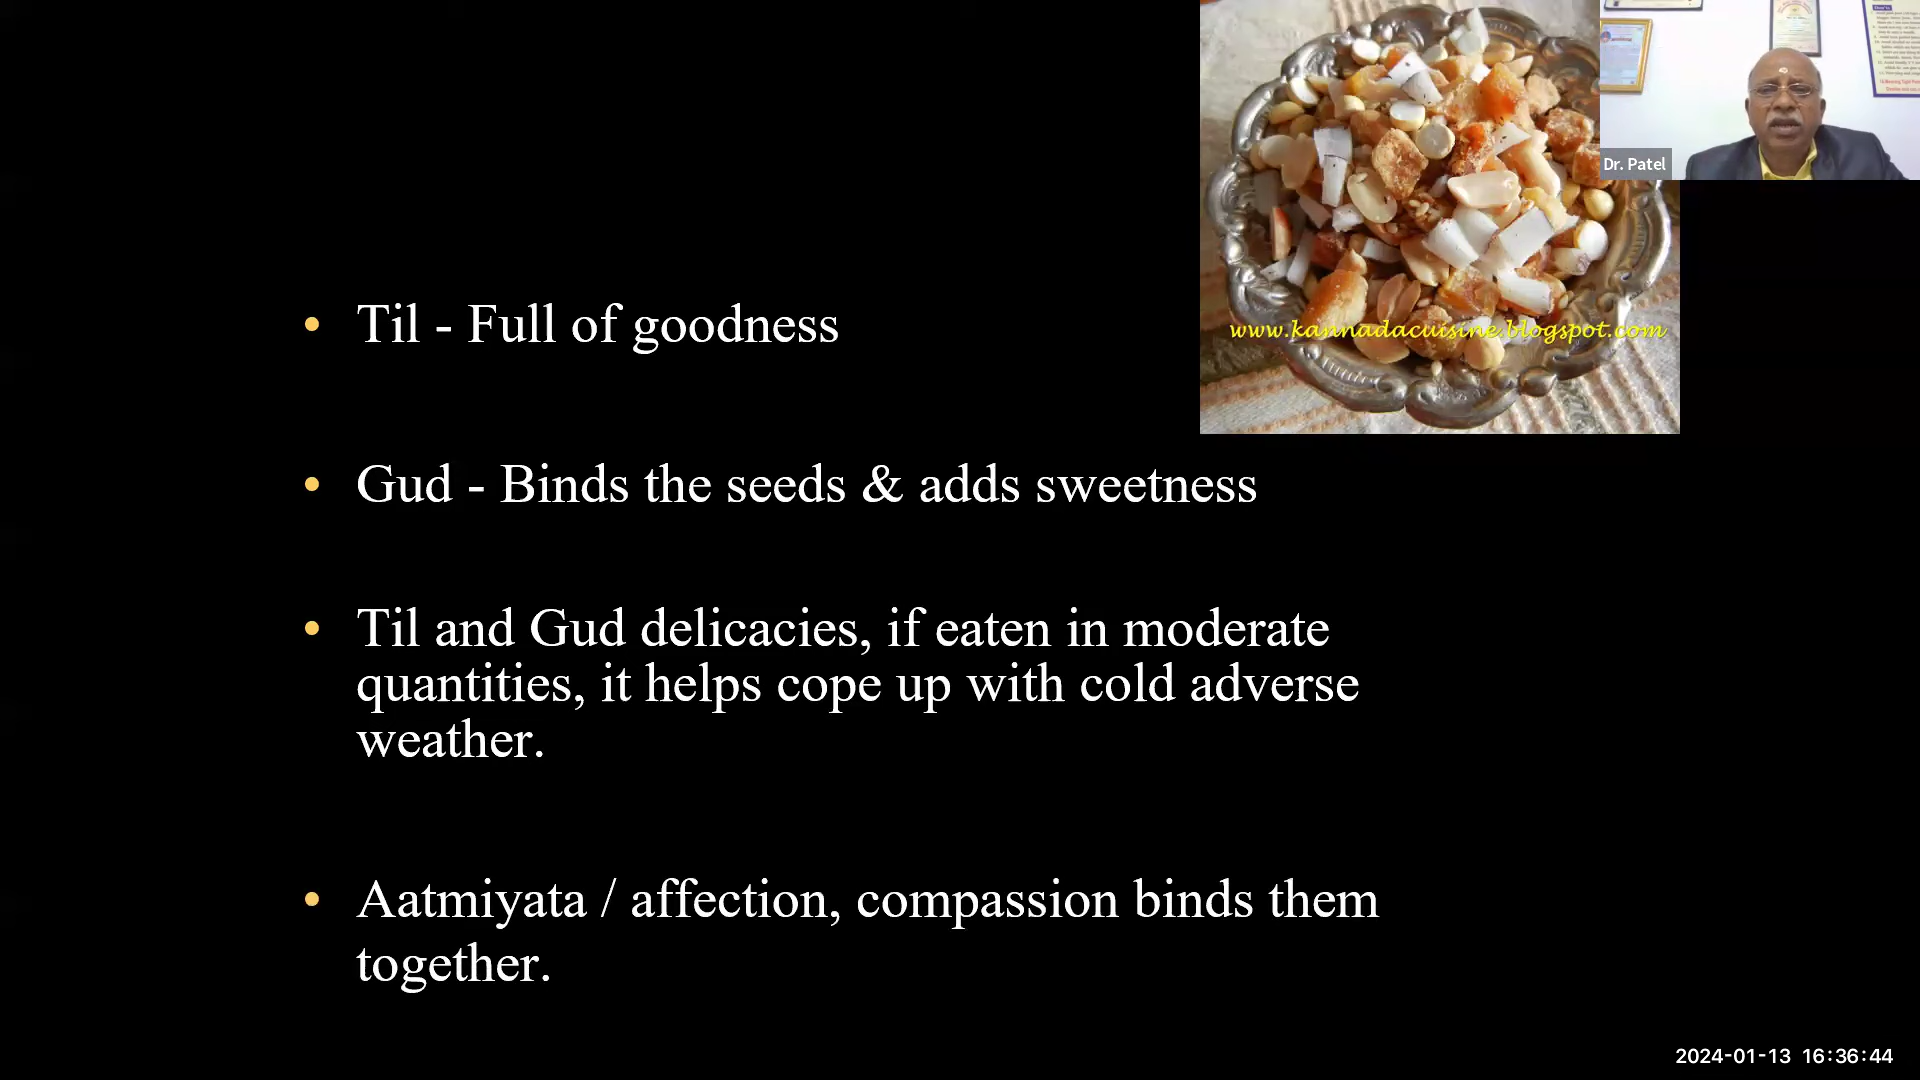 Dr. Patel
www.kannadacuisine.blogspot.com
• Til - Full of goodness
• Gud - Binds the seeds & adds sweetness
• Til and Gud delicacies, if eaten in moderate
quantities, it helps cope up with cold adverse
weather.
• Aatmiyata / affection, compassion binds them
together.
2024-01-13 16:36:44